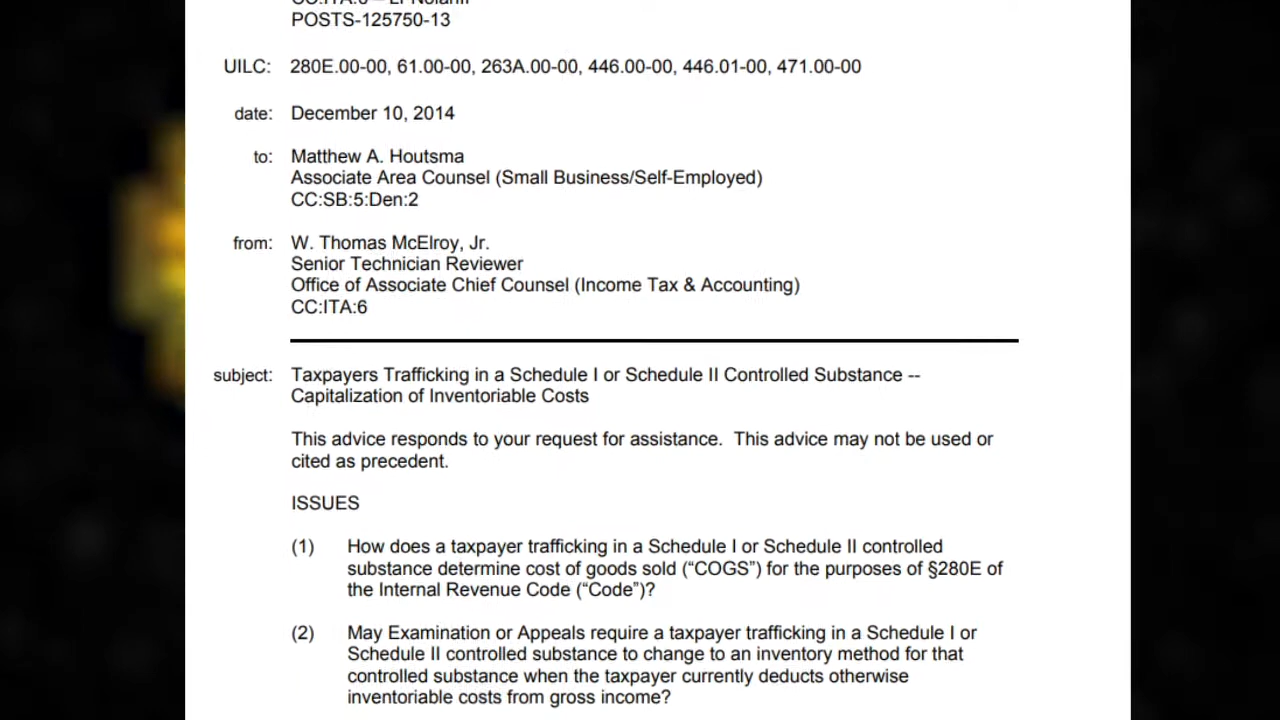 POSTS-125750-13
UILC: 280E.00-00, 61.00-00, 263A.00-00, 446.00-00, 446.01-00, 471.00-00
date: December 10, 2014
to: Matthew A. Houtsma
Associate Area Counsel (Small Business/Self-Employed)
CC:SB:5:Den:2
from: W. Thomas McElroy, Jr.
Senior Technician Reviewer
Office of Associate Chief Counsel (Income Tax & Accounting)
CC:ITA:6
subject: Taxpayers Trafficking in a Schedule I or Schedule II Controlled Substance --
Capitalization of Inventoriable Costs
This advice responds to your request for assistance. This advice may not be used or
cited as precedent.
ISSUES
(1) How does a taxpayer trafficking in a Schedule I or Schedule II controlled
substance determine cost of goods sold (“COGS”) for the purposes of §280E of
the Internal Revenue Code (“Code”)?
(2) May Examination or Appeals require a taxpayer trafficking in a Schedule I or
Schedule II controlled substance to change to an inventory method for that
controlled substance when the taxpayer currently deducts otherwise
inventoriable costs from gross income?